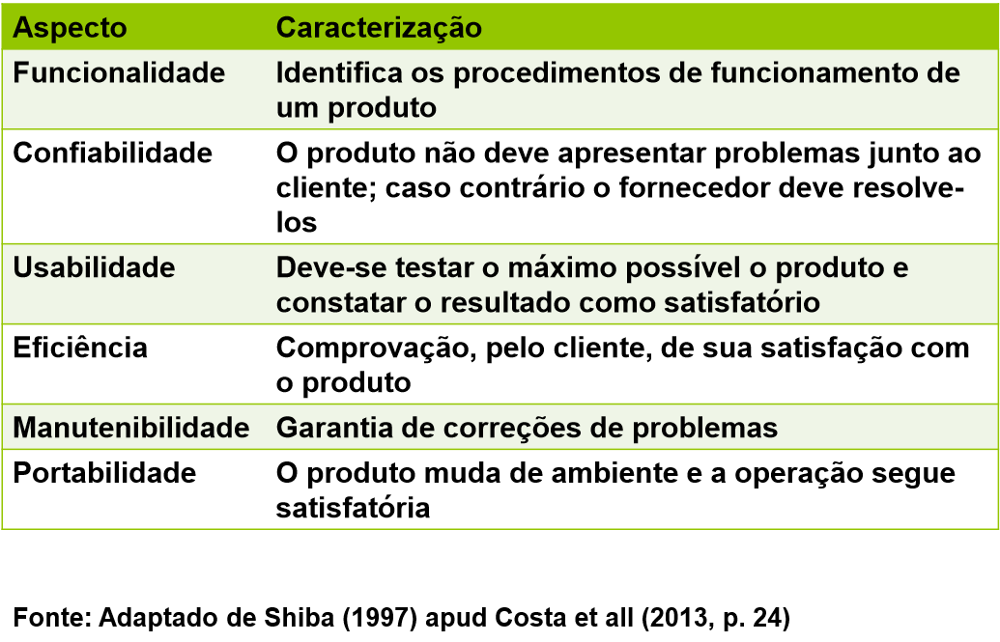 Aspecto Caracterização
Funcionalidade Identifica os procedimentos de funcionamento de
um produto
Confiabilidade O produto não deve apresentar problemas junto ao
cliente; caso contrário o fornecedor deve resolve-
los
Usabilidade Deve-se testar o máximo possível o produto e
constatar o resultado como satisfatório
Eficiência Comprovação, pelo cliente, de sua satisfação com
o produto
Manutenibilidade Garantia de correções de problemas
Portabilidade O produto muda de ambiente e a operação segue
satisfatória
Fonte: Adaptado de Shiba (1997) apud Costa et all (2013, p. 24)